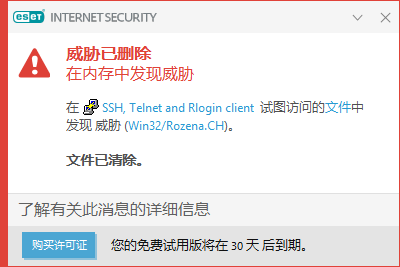 eset INTERNET SECURITY
威胁已删除
在内存中发现威胁
在 SSH, Telnet and Rlogin client 试图访问的文件中
发现 威胁 (Win32/Rozena.CH)。
文件已清除。
了解有关此消息的详细信息
购买许可证 您的免费试用版将在 30 天 后到期。